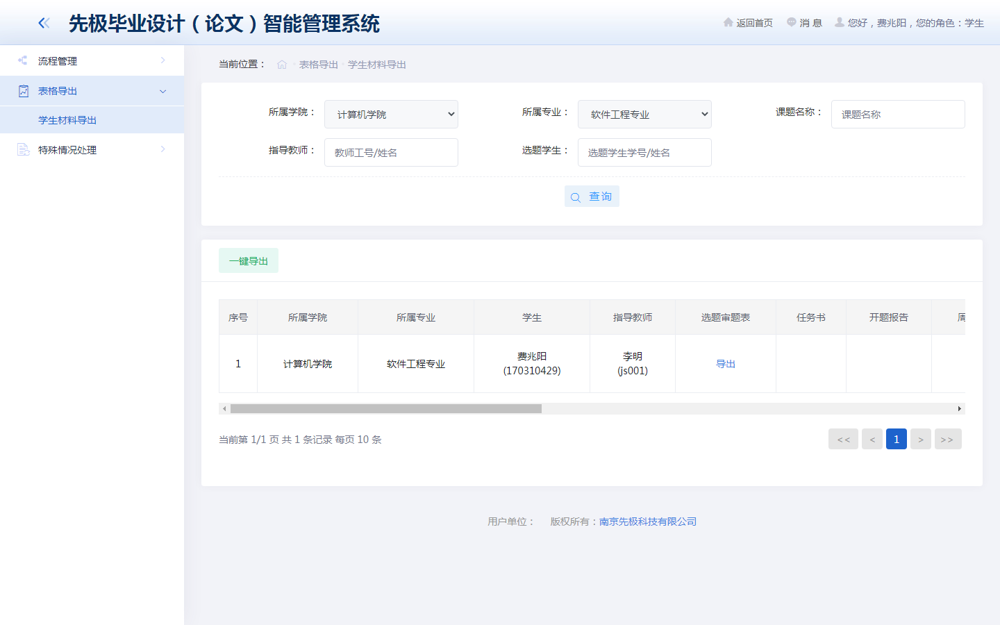 先极毕业设计（论文）智能管理系统
返回首页 消 息 您好，费兆阳，您的角色：学生
流程管理
表格导出
学生材料导出
特殊情况处理
当前位置： 表格导出 学生材料导出
所属学院： 计算机学院 所属专业： 软件工程专业 课题名称： 课题名称
指导教师： 教师工号/姓名 选题学生： 选题学生学号/姓名
查询
一键导出
序号 所属学院 所属专业 学生 指导教师 选题审题表 任务书 开题报告
1 计算机学院 软件工程专业 费兆阳 (170310429) 李明 (js001) 导出
当前第 1/1 页 共 1 条记录 每页 10 条
<< < 1 > >>
用户单位： 版权所有：南京先极科技有限公司